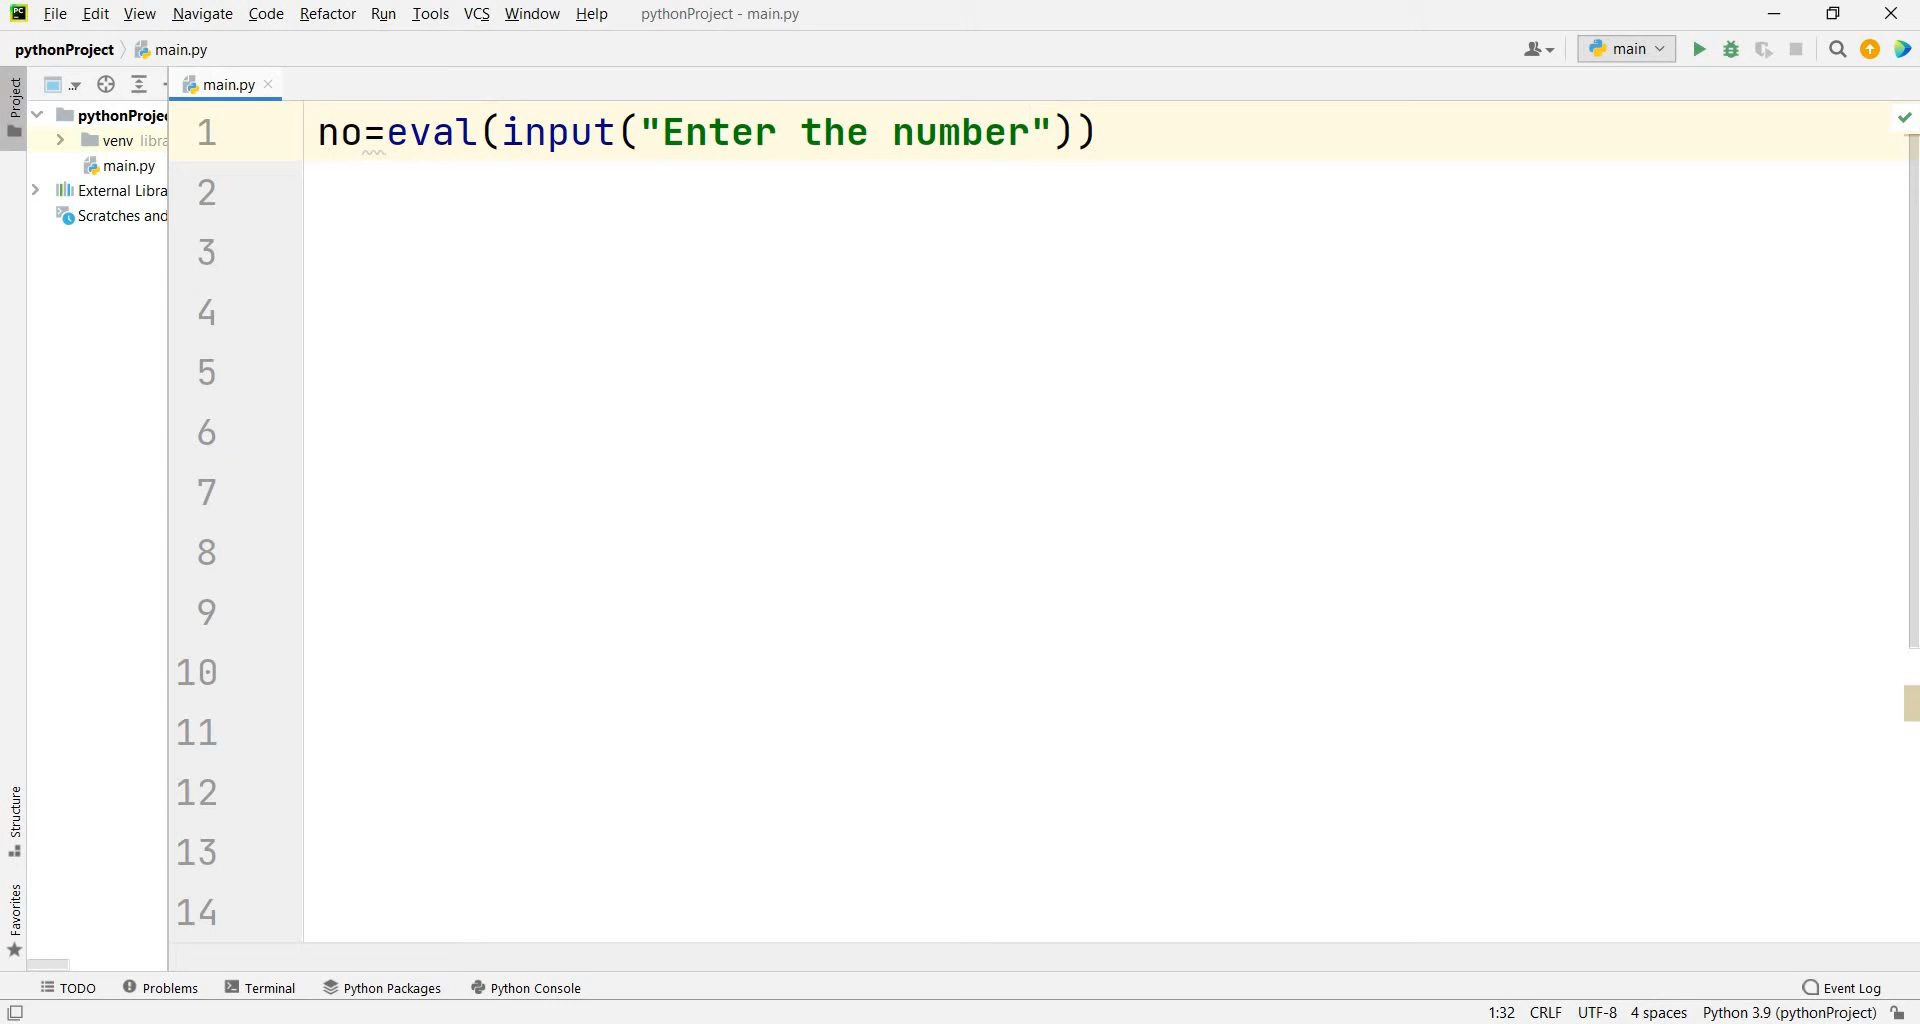 PC File Edit View Navigate Code Refactor Run Tools VCS Window Help pythonProject - main.py
pythonProject main.py main
Project main.py
pythonProjec
venv libra
main.py
External Libra
Scratches and
1 no=eval(input("Enter the number"))
2
3
4
5
6
7
8
9
10
11
12
13
14
Structure
Favorites
TODO Problems Terminal Python Packages Python Console Event Log
1:32 CRLF UTF-8 4 spaces Python 3.9 (pythonProject)